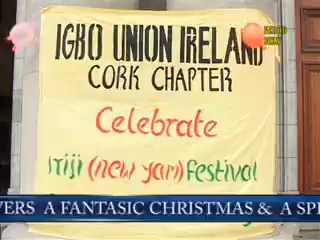 IGBO UNION IRELAND
CORK CHAPTER
Celebrate
Iriji (new yam) Festival
VERS A FANTASIC CHRISTMAS & A SP